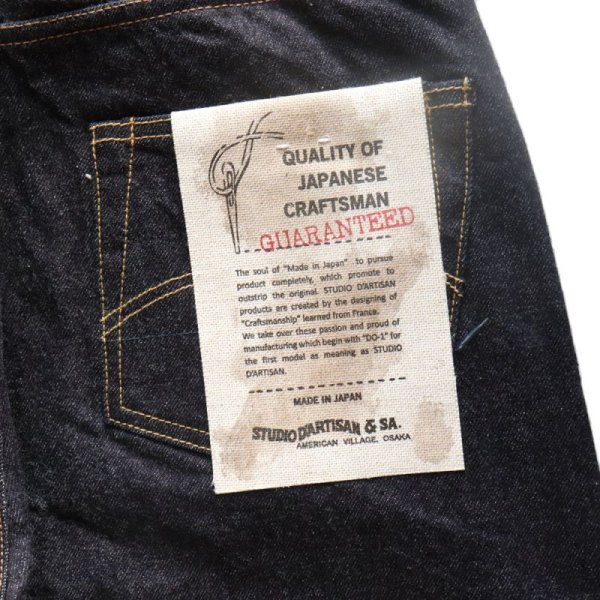 QUALITY OF
JAPANESE
CRAFTSMAN
GUARANTEED
The soul of "Made in Japan" to pursue
product completely, which promote to
outstrip the original. STUDIO D'ARTISAN
products are created by the designing of
"Craftsmanship" learned from France.
We take over these passion and proud of
manufacturing which begin with "DO-1" for
the first model as meaning as STUDIO
D'ARTISAN.
MADE IN JAPAN
STUDIO D'ARTISAN & SA.
AMERICAN VILLAGE, OSAKA